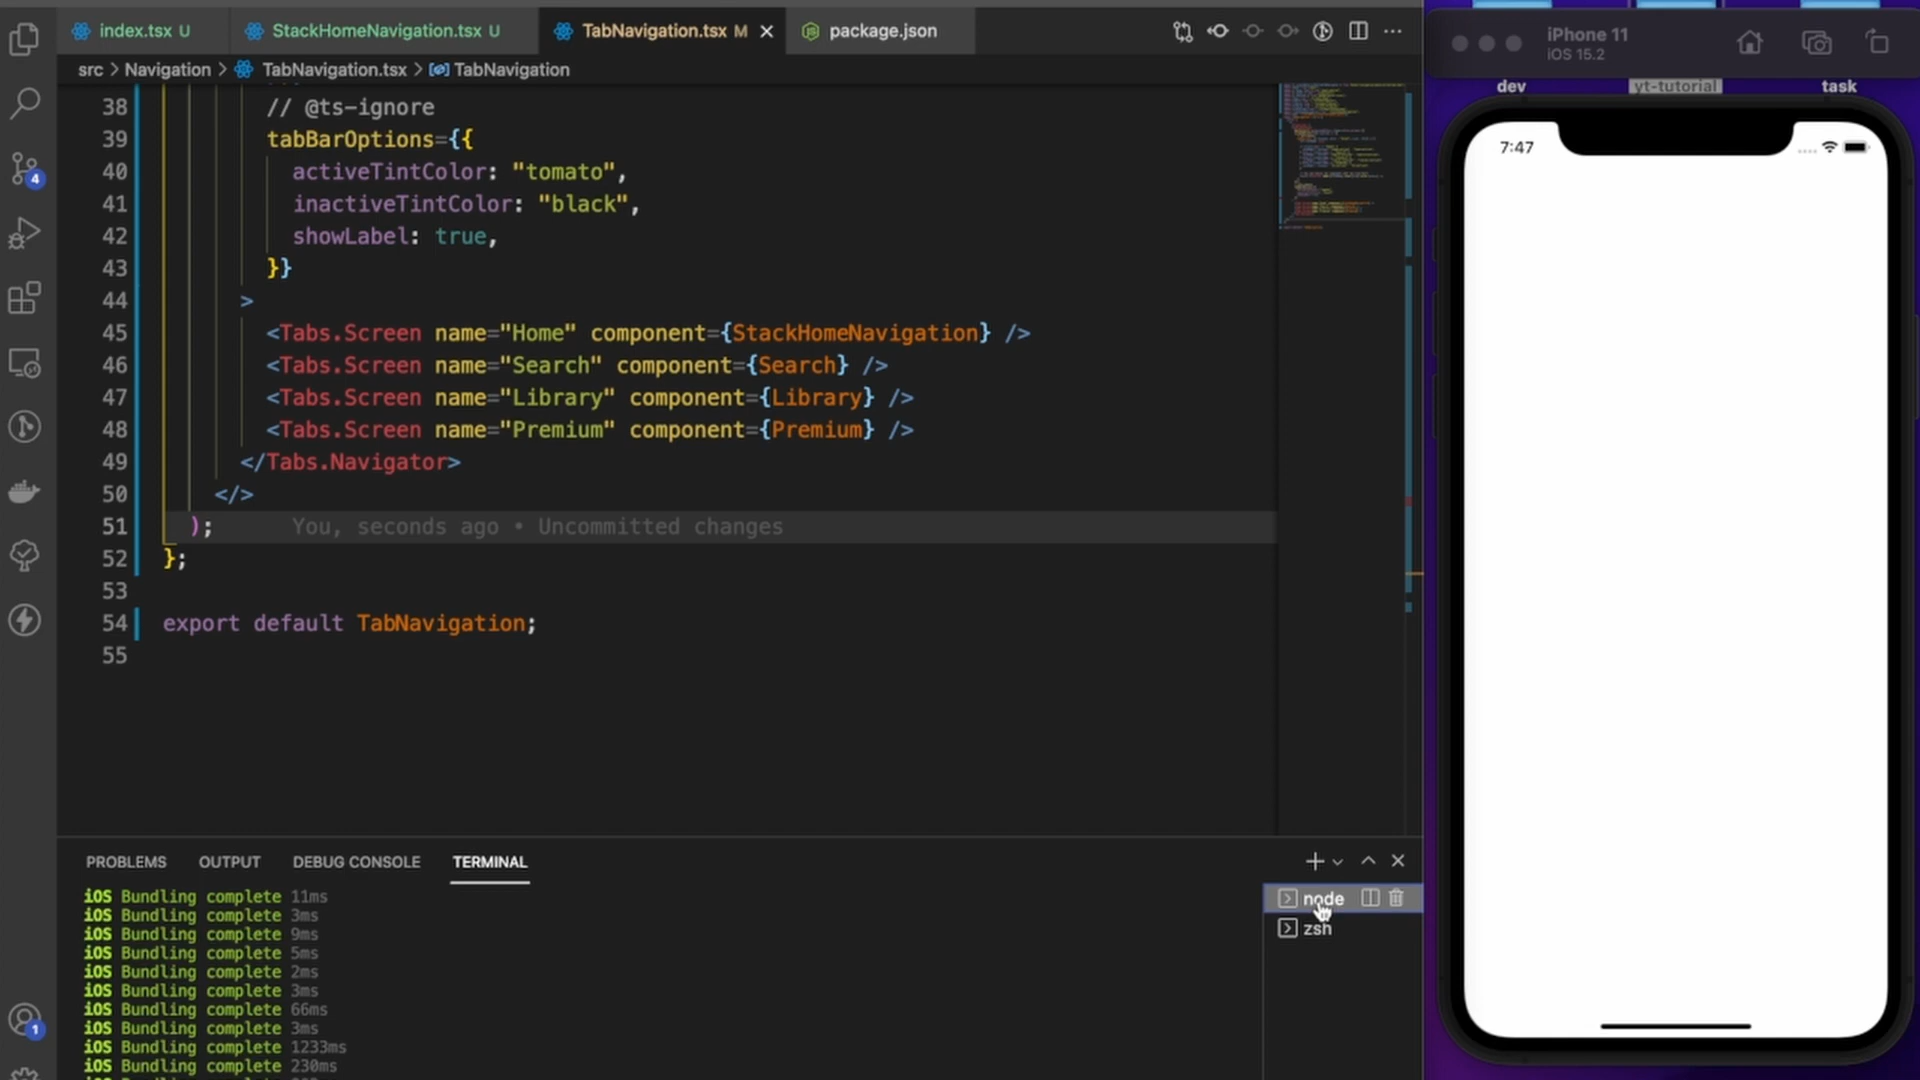 index.tsx U
StackHomeNavigation.tsx U
TabNavigation.tsx M
package.json
src > Navigation > TabNavigation.tsx > TabNavigation
38 // @ts-ignore
39 tabBarOptions={{
40 activeTintColor: "tomato",
41 inactiveTintColor: "black",
42 showLabel: true,
43 }}
44 >
45 <Tabs.Screen name="Home" component={StackHomeNavigation} />
46 <Tabs.Screen name="Search" component={Search} />
47 <Tabs.Screen name="Library" component={Library} />
48 <Tabs.Screen name="Premium" component={Premium} />
49 </Tabs.Navigator>
50 </>
51 ); You, seconds ago • Uncommitted changes
52 };
53
54 export default TabNavigation;
55
4
1
PROBLEMS OUTPUT DEBUG CONSOLE TERMINAL
iOS Bundling complete 11ms
iOS Bundling complete 3ms
iOS Bundling complete 9ms
iOS Bundling complete 5ms
iOS Bundling complete 2ms
iOS Bundling complete 3ms
iOS Bundling complete 66ms
iOS Bundling complete 3ms
iOS Bundling complete 1233ms
iOS Bundling complete 230ms
node
zsh
iPhone 11
iOS 15.2
dev yt-tutorial task
7:47